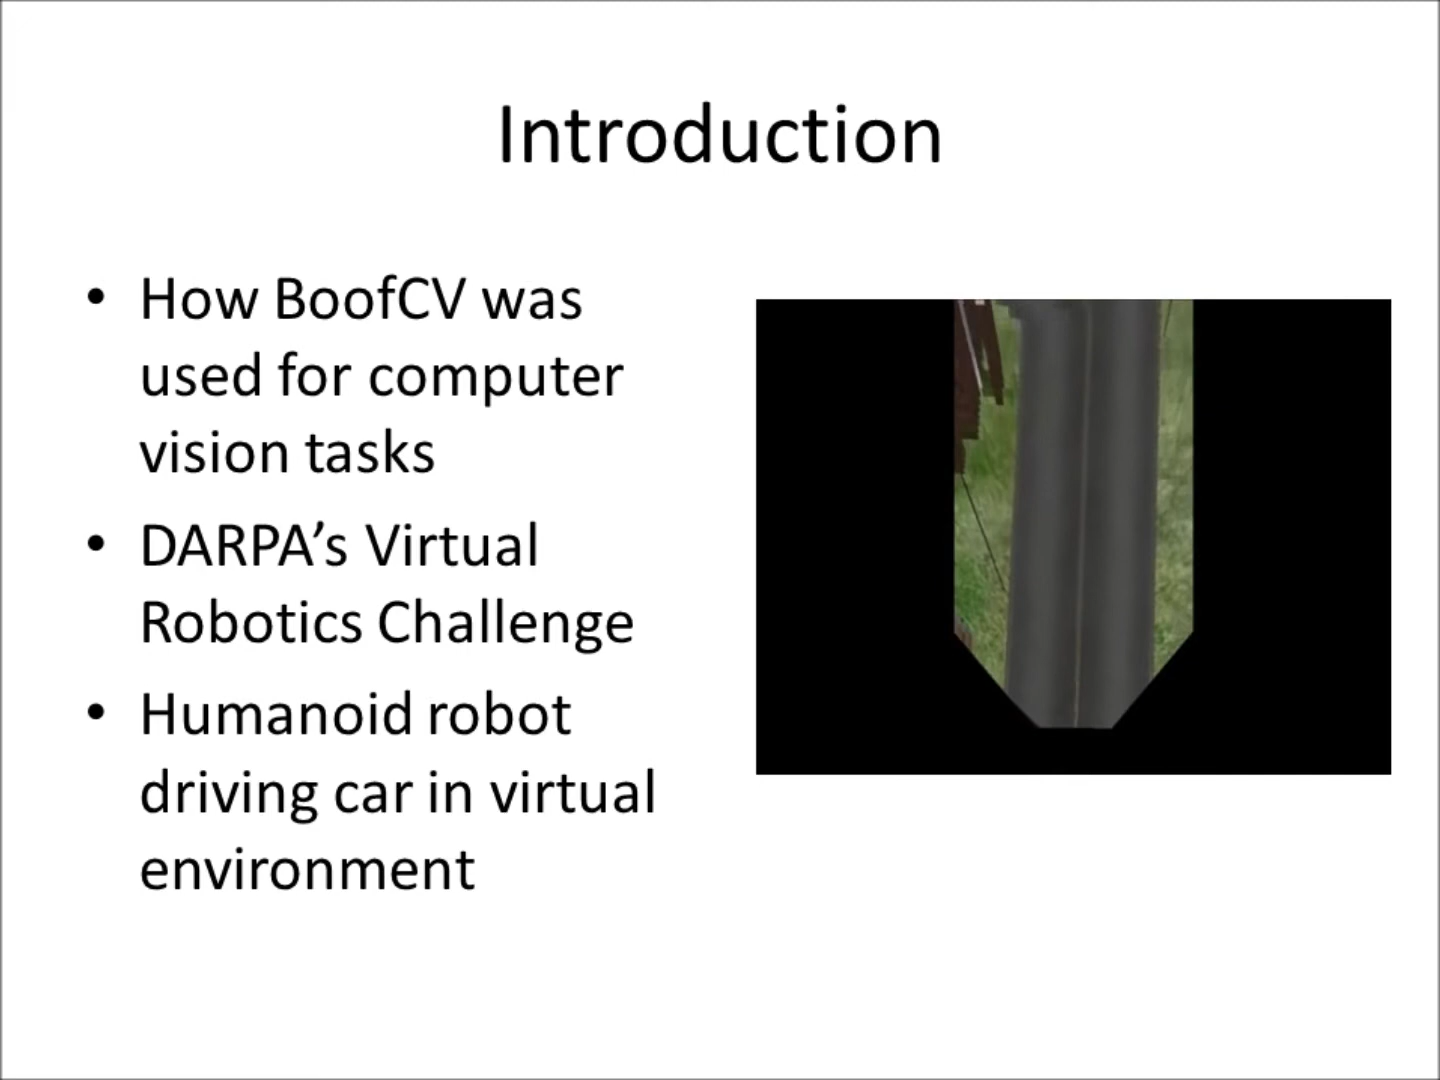 Introduction
• How BoofCV was
used for computer
vision tasks
• DARPA’s Virtual
Robotics Challenge
• Humanoid robot
driving car in virtual
environment